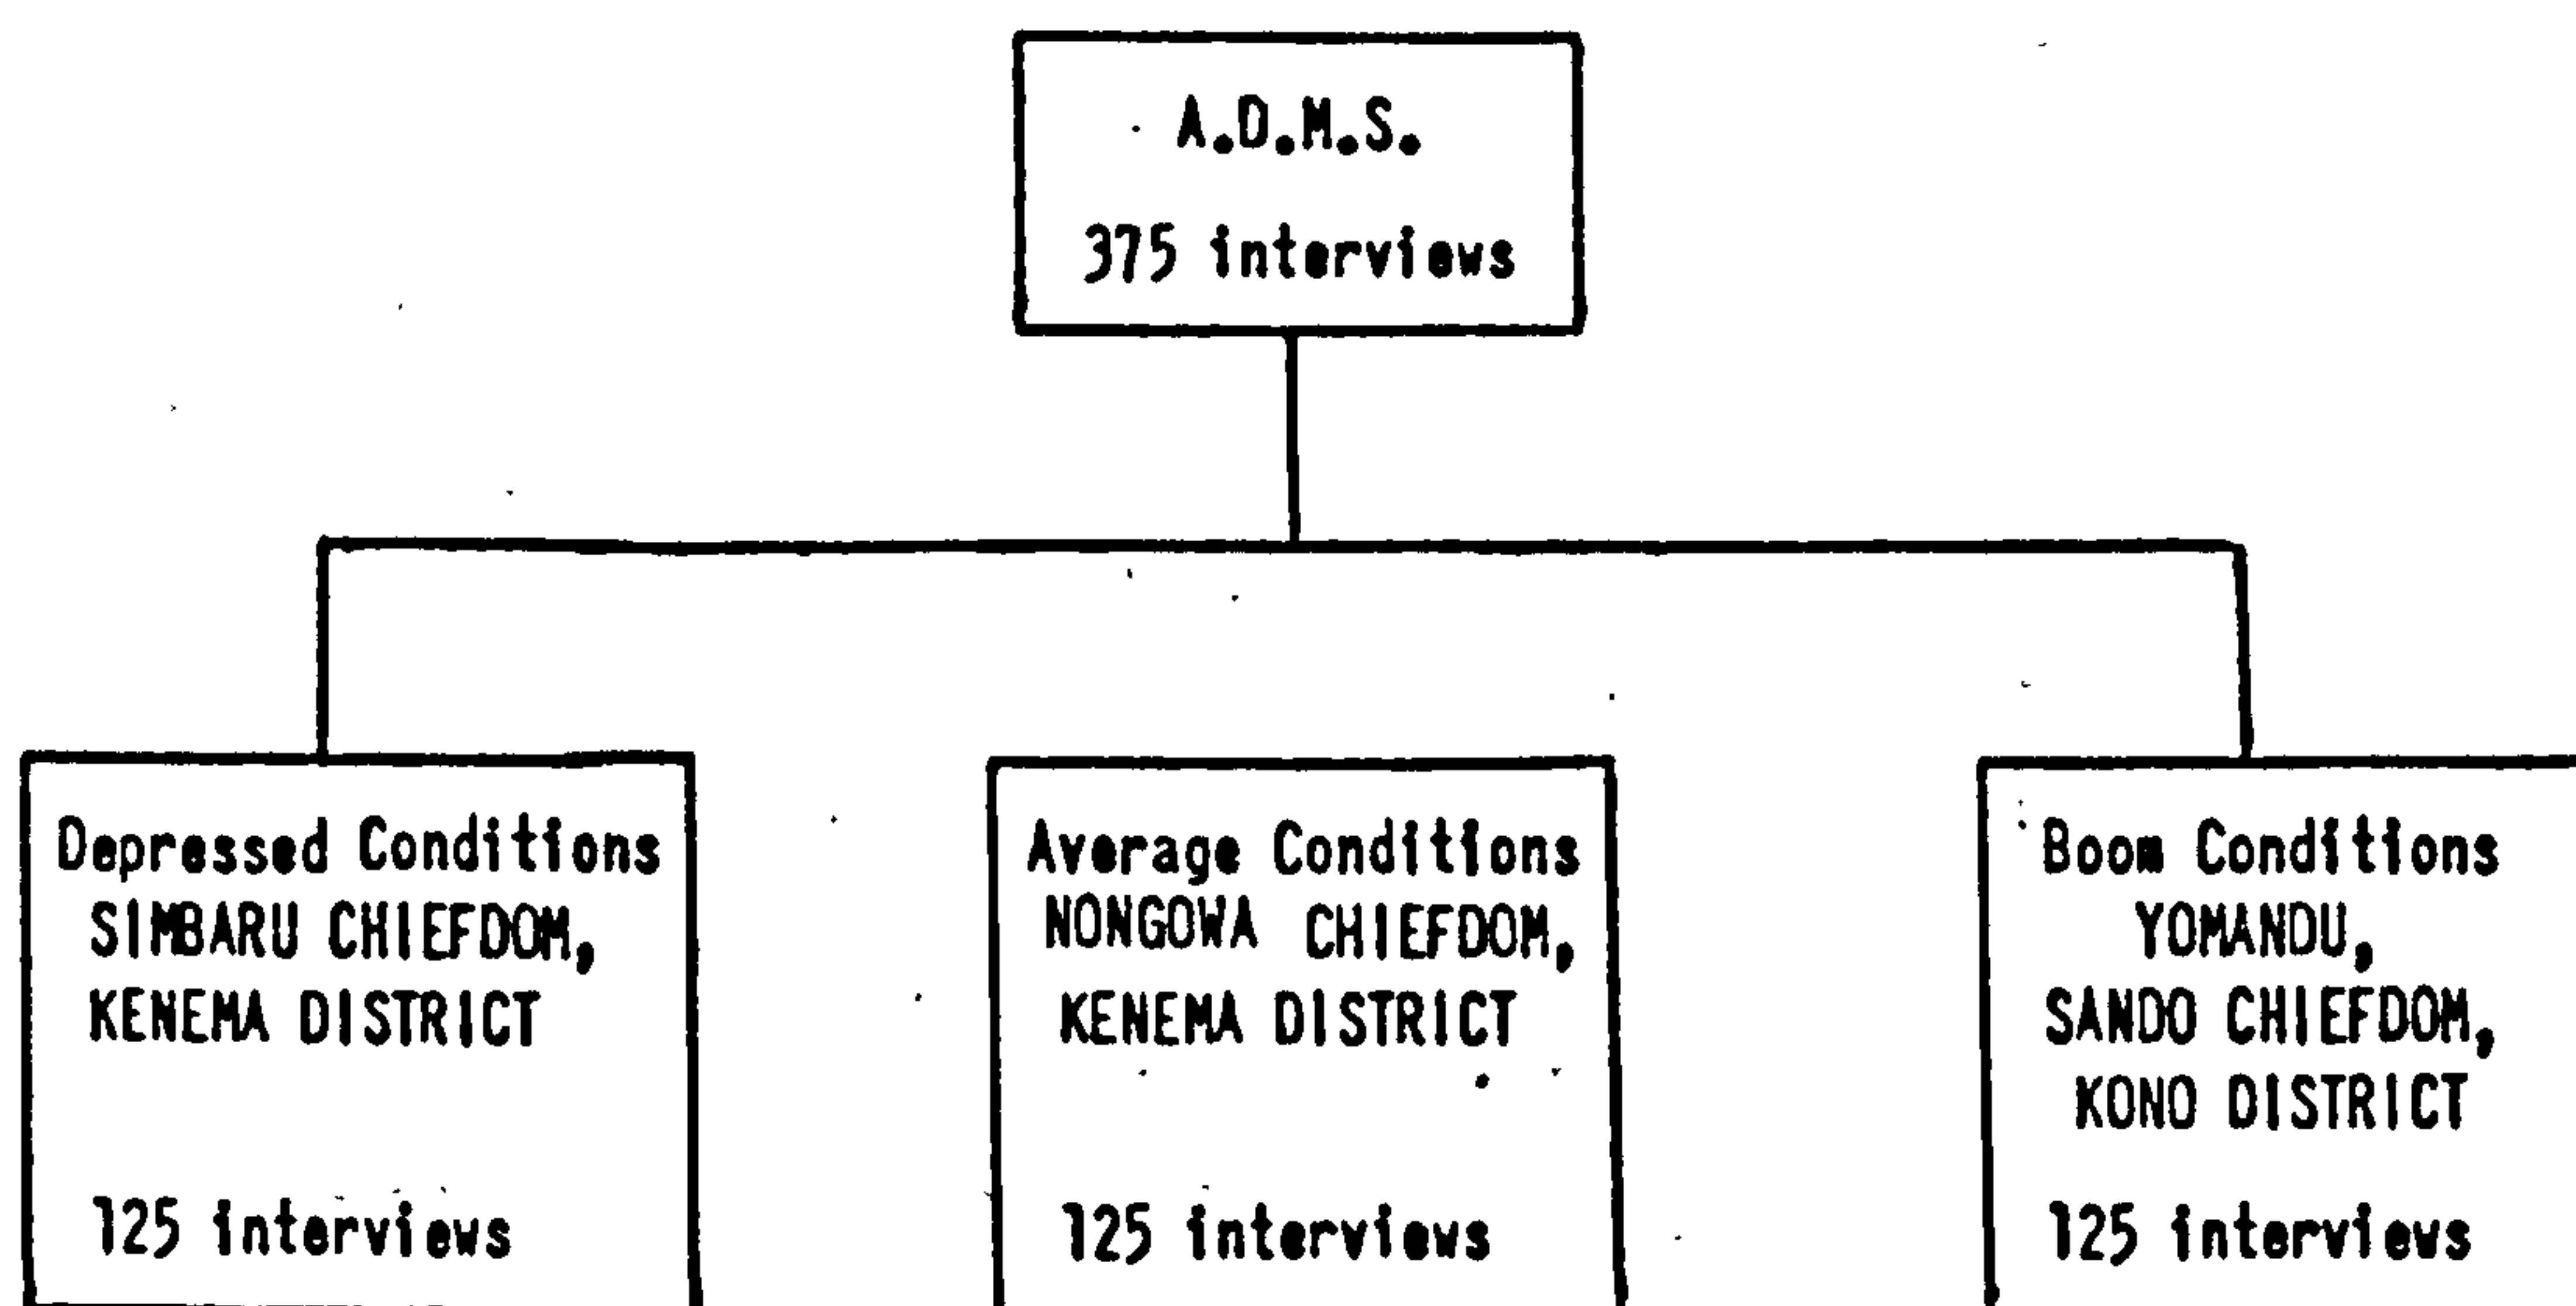 A.D.M.S.
375 interviews
Depressed Conditions
SIMBARU CHIEFDOM,
KENEMA DISTRICT
125 interviews
Average Conditions
NONGOWA CHIEFDOM,
KENEMA DISTRICT
125 interviews
Boom Conditions
YOMANDU,
SANDO CHIEFDOM,
KONO DISTRICT
125 interviews